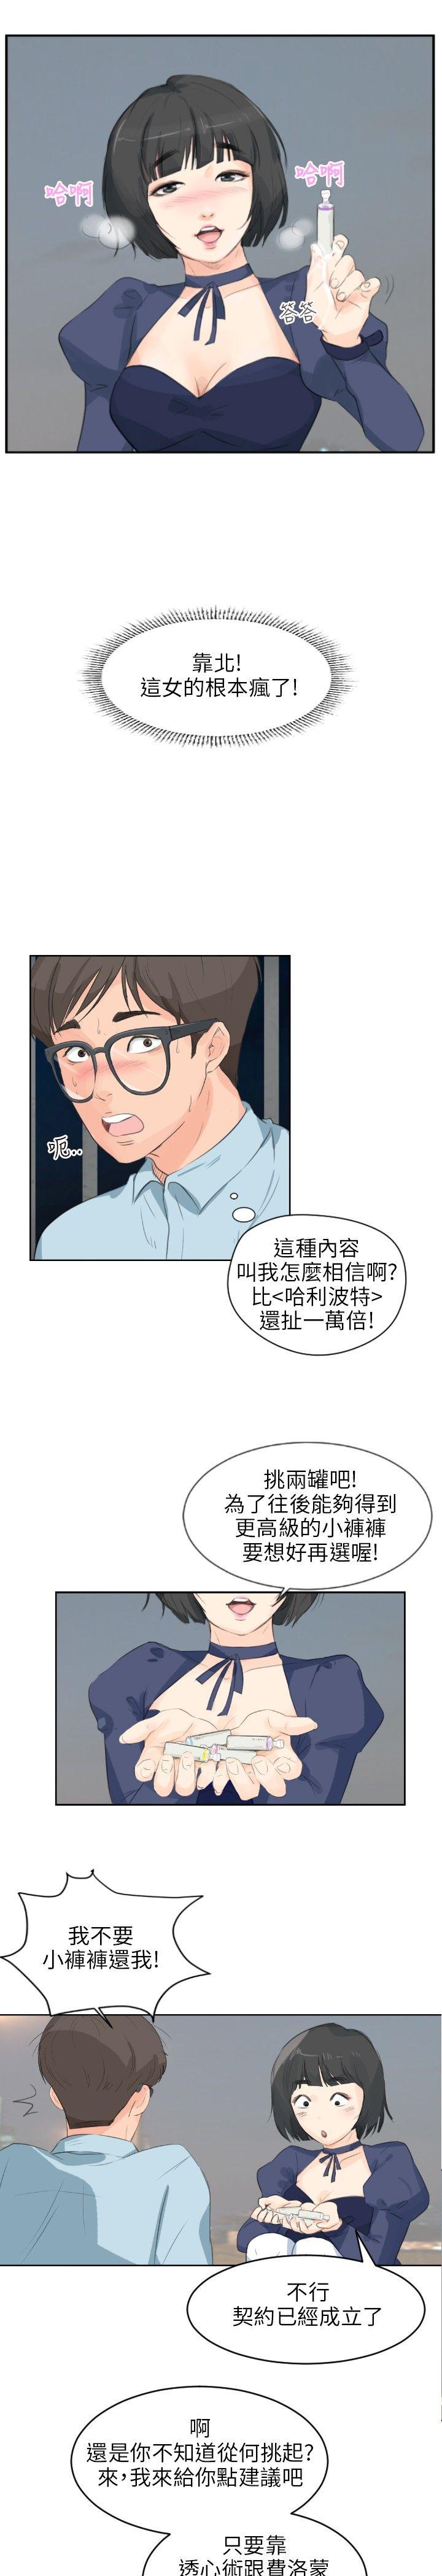 哈啊
哈啊
答答
靠北!
這女的根本瘋了!
呃..
這種內容
叫我怎麼相信啊?
比<哈利波特>
還扯一萬倍!
挑兩罐吧!
為了往後能夠得到
更高級的小褲褲
要想好再選喔!
我不要
小褲褲還我!
不行
契約已經成立了
啊
還是你不知道從何挑起?
來,我來給你點建議吧
只要靠
透心術跟費洛蒙